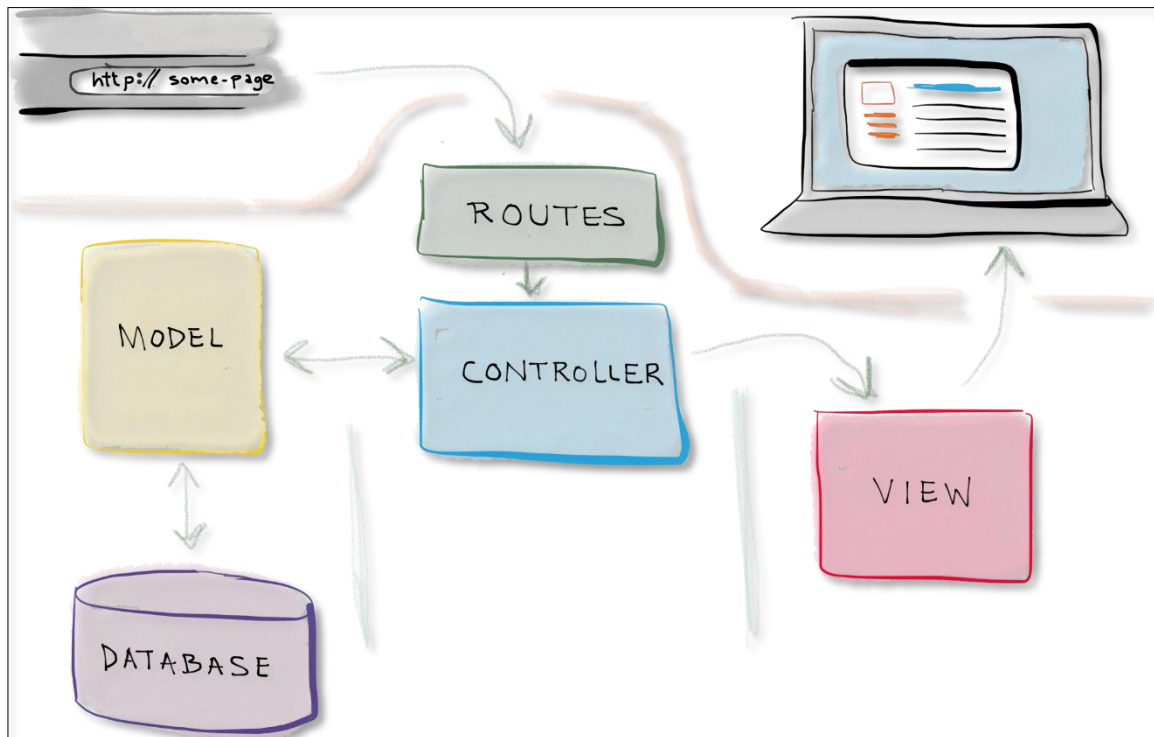 http:// some-page
ROUTES
MODEL
CONTROLLER
VIEW
DATABASE